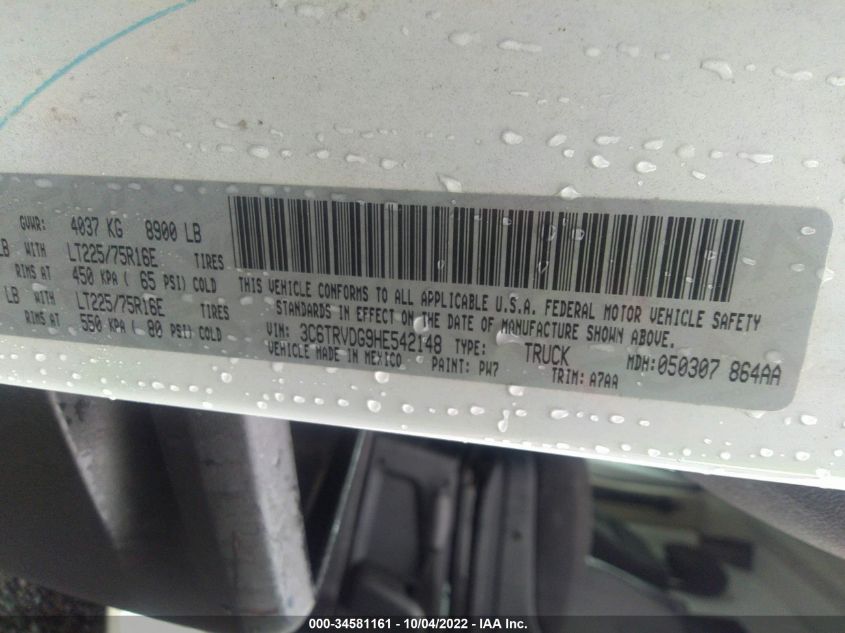 GVWR: 4037 KG 8900 LB
LB WITH LT225/75R16E TIRES
RIMS AT 450 KPA ( 65 PSI) COLD
LB WITH LT225/75R16E TIRES
RIMS AT 550 KPA ( 80 PSI) COLD
THIS VEHICLE CONFORMS TO ALL APPLICABLE U.S.A. FEDERAL MOTOR VEHICLE SAFETY
STANDARDS IN EFFECT ON THE DATE OF MANUFACTURE SHOWN ABOVE.
VIN: 3C6TRVDG9HE542148 TYPE: TRUCK MDH: 050307 864AA
VEHICLE MADE IN MEXICO PAINT: PW7 TRIM: A7AA
000-34581161 - 10/04/2022 - IAA Inc.